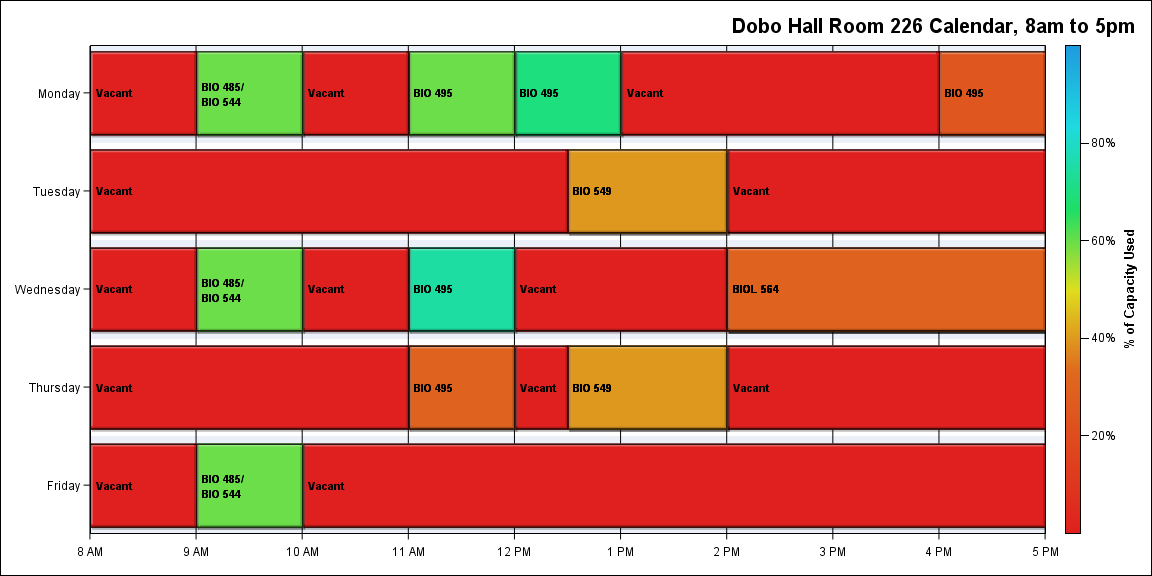 Dobo Hall Room 226 Calendar, 8am to 5pm
Monday
Vacant
BIO 485/
BIO 544
Vacant
BIO 495
BIO 495
Vacant
BIO 495
Tuesday
Vacant
BIO 549
Vacant
Wednesday
Vacant
BIO 485/
BIO 544
Vacant
BIO 495
Vacant
BIOL 564
Thursday
Vacant
BIO 495
Vacant
BIO 549
Vacant
Friday
Vacant
BIO 485/
BIO 544
Vacant
8 AM
9 AM
10 AM
11 AM
12 PM
1 PM
2 PM
3 PM
4 PM
5 PM
80%
60%
40%
20%
% of Capacity Used